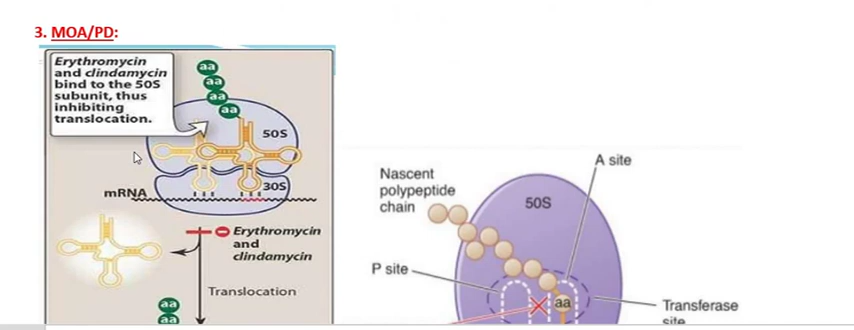 3. MOA/PD:
Erythromycin
and clindamycin
bind to the 50S
subunit, thus
inhibiting
translocation.
aa
aa
aa
aa
50S
30S
mRNA
Erythromycin
and
clindamycin
Translocation
aa
aa
A site
Nascent
polypeptide
chain
50S
P site
aa
Transferase
site